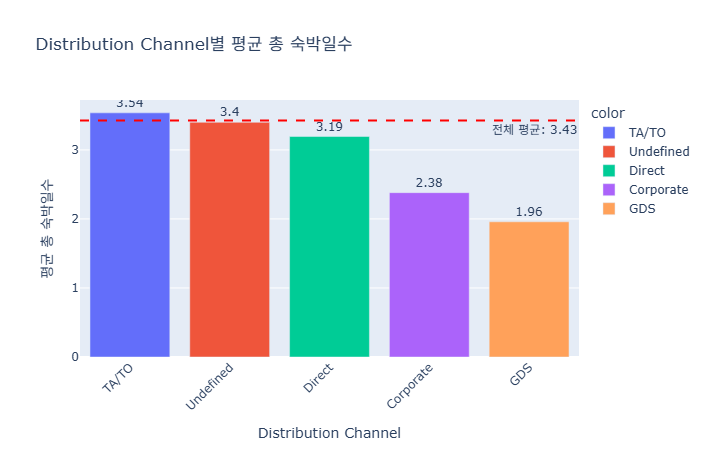 Distribution Channel별 평균 총 숙박일수
3.54
3.4
3.19
2.38
1.96
전체 평균: 3.43
color
TA/TO
Undefined
Direct
Corporate
GDS
평균 총 숙박일수
3
2
1
0
TA/TO
Undefined
Direct
Corporate
GDS
Distribution Channel